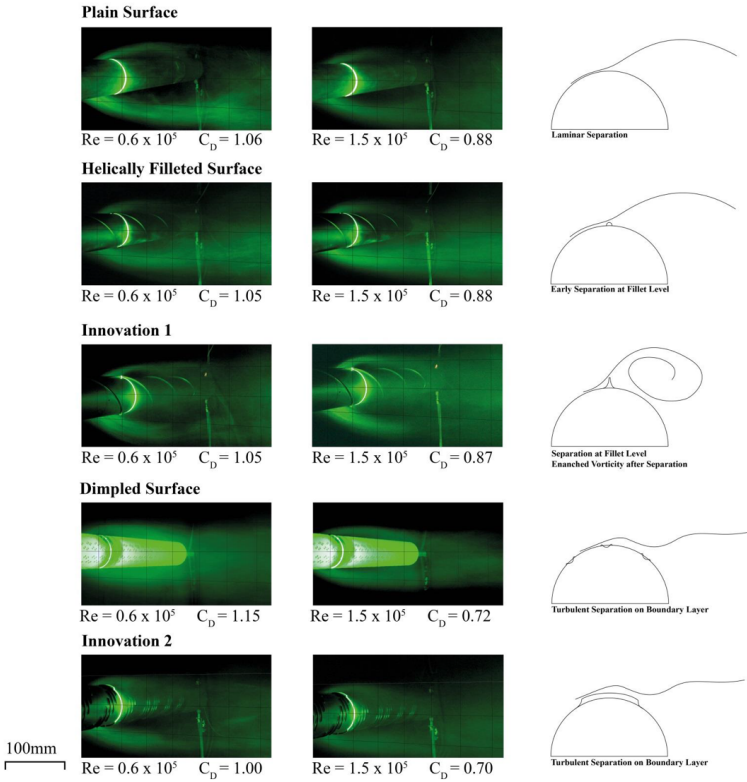 Plain Surface
Re = 0.6 x 10⁵ C_D = 1.06
Re = 1.5 x 10⁵ C_D = 0.88
Laminar Separation
Helically Filleted Surface
Re = 0.6 x 10⁵ C_D = 1.05
Re = 1.5 x 10⁵ C_D = 0.88
Early Separation at Fillet Level
Innovation 1
Re = 0.6 x 10⁵ C_D = 1.05
Re = 1.5 x 10⁵ C_D = 0.87
Separation at Fillet Level
Enanched Vorticity after Separation
Dimpled Surface
Re = 0.6 x 10⁵ C_D = 1.15
Re = 1.5 x 10⁵ C_D = 0.72
Turbulent Separation on Boundary Layer
Innovation 2
Re = 0.6 x 10⁵ C_D = 1.00
Re = 1.5 x 10⁵ C_D = 0.70
Turbulent Separation on Boundary Layer
100mm